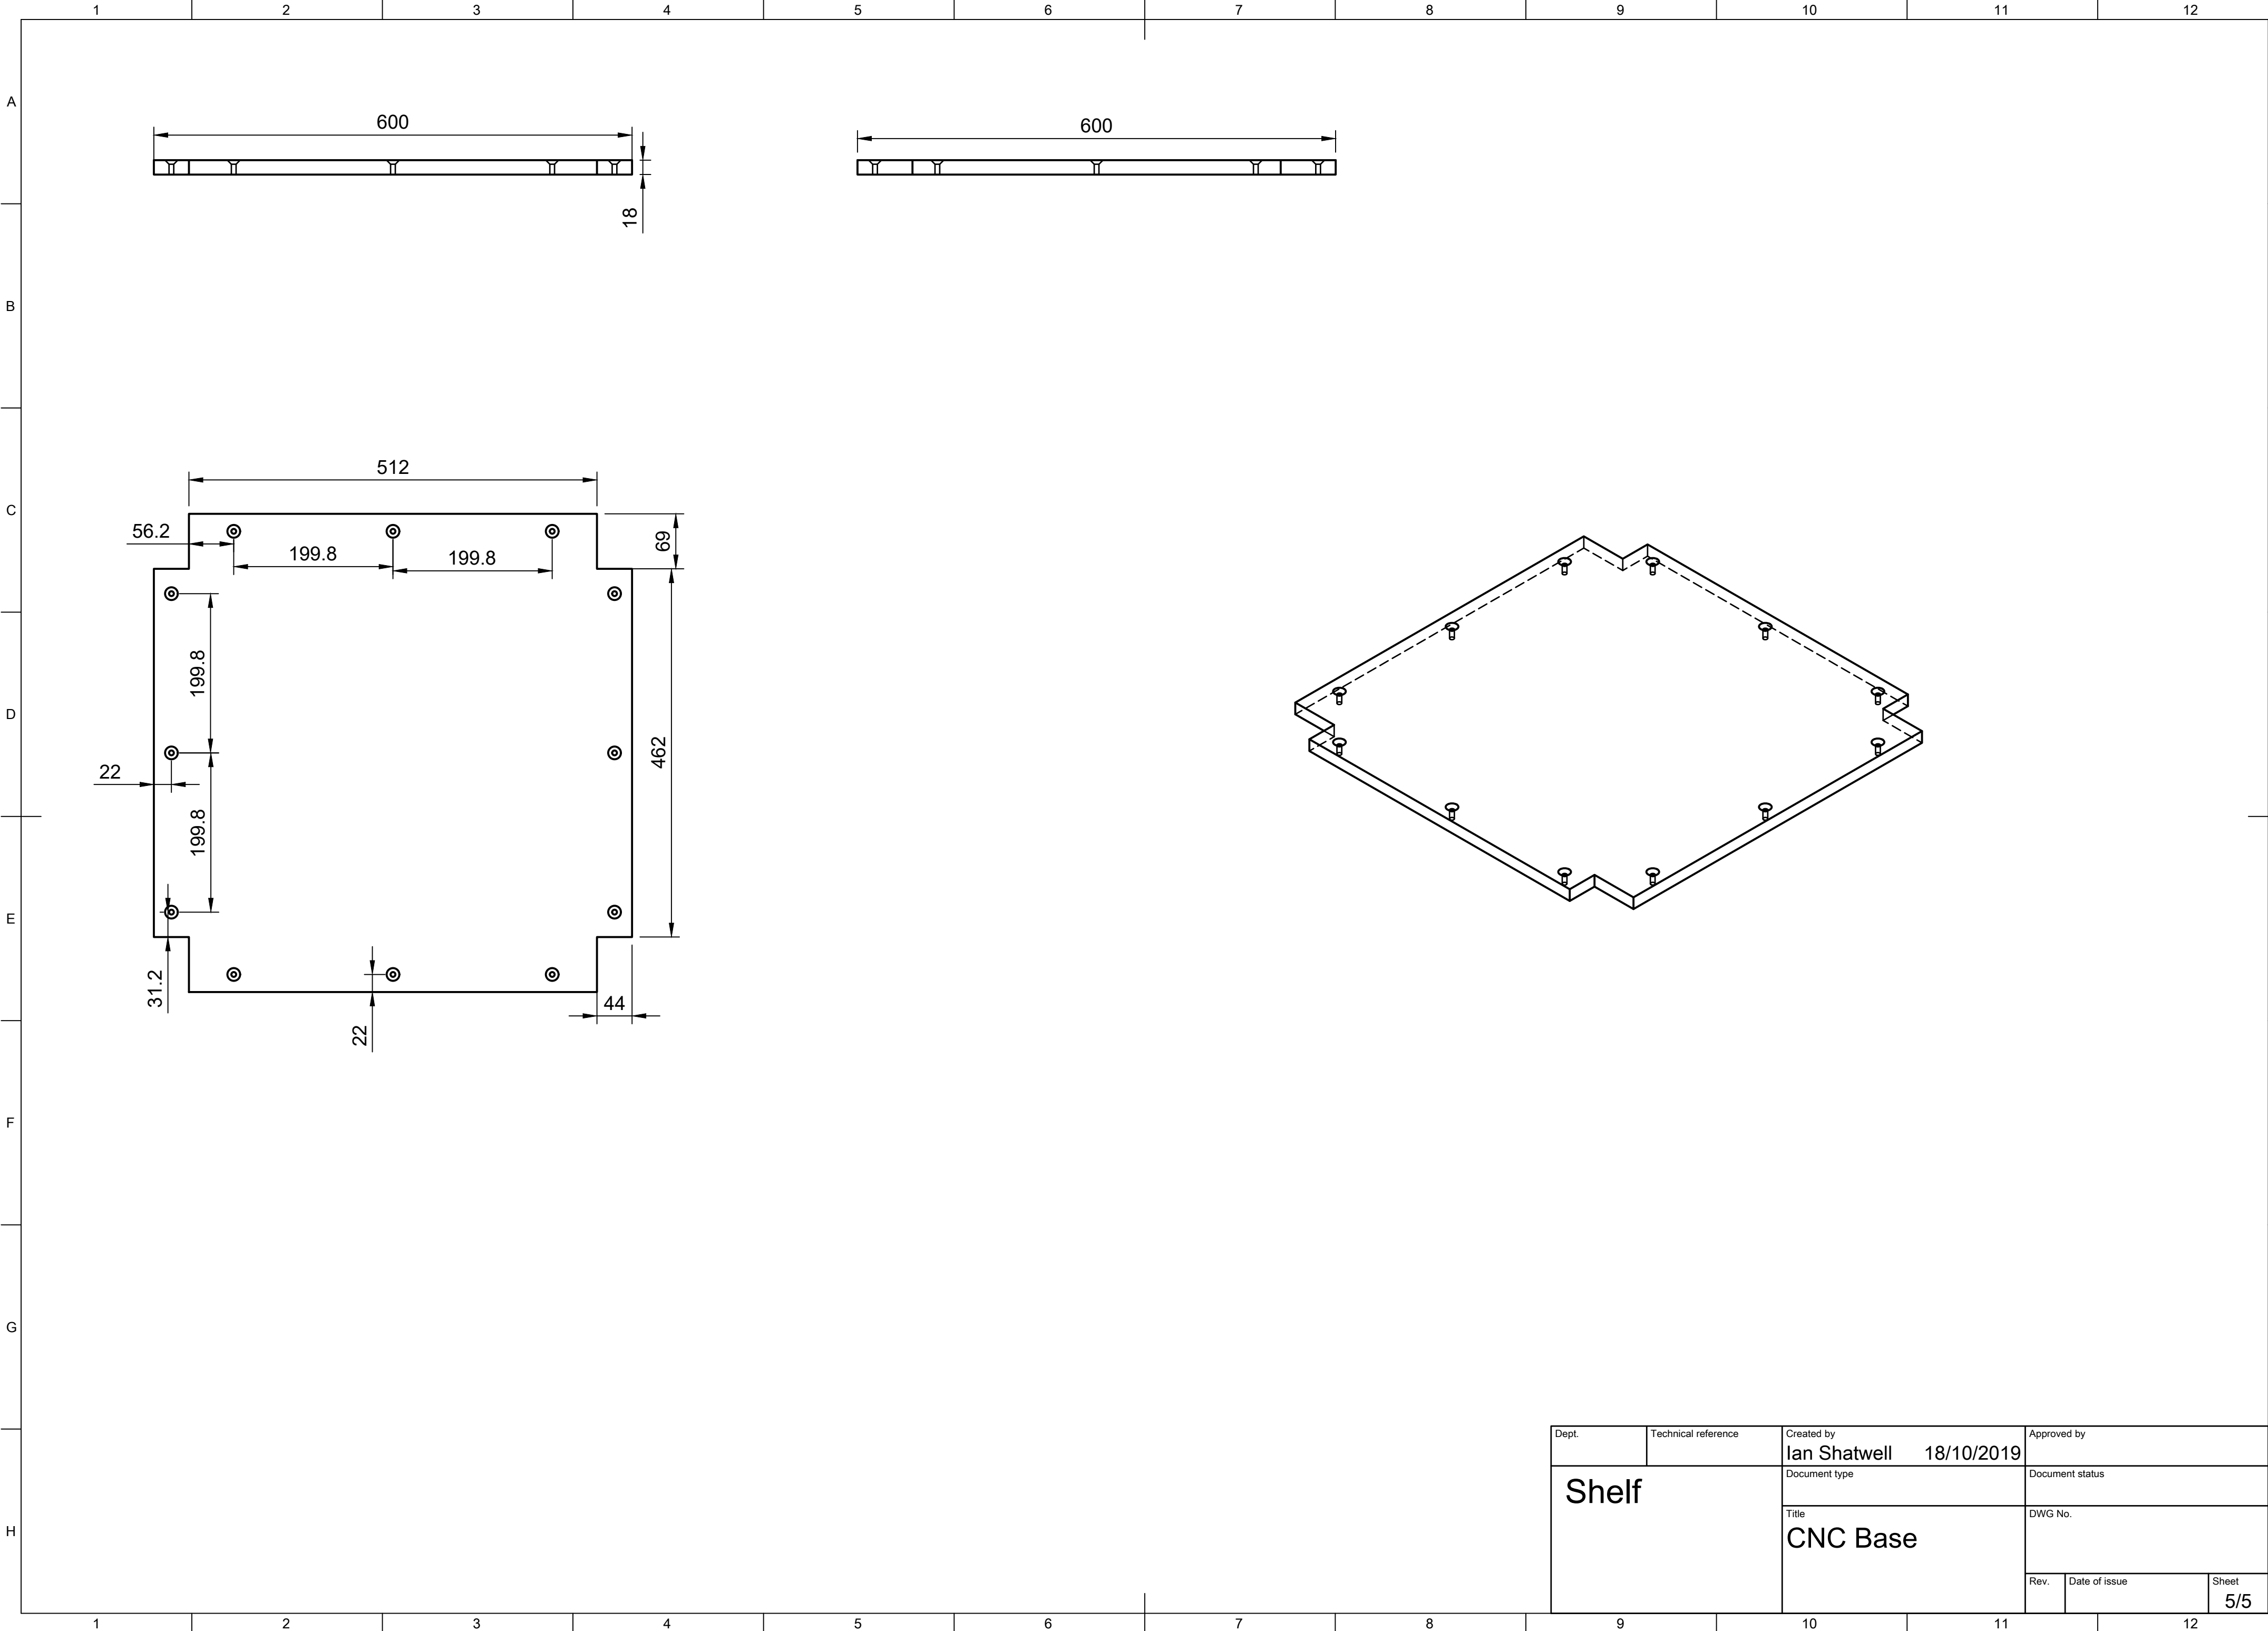 1 2 3 4 5 6 7 8 9 10 11 12
A
600
600
18
B
512
C
56.2
69
199.8
199.8
199.8
D
462
22
199.8
E
31.2
44
22
F
G
Dept.
Technical reference
Created by
Approved by
Ian Shatwell 18/10/2019
Shelf
Document type
Document status
H
Title
DWG No.
CNC Base
Rev.
Date of issue
Sheet
5/5
1 2 3 4 5 6 7 8 9 10 11 12